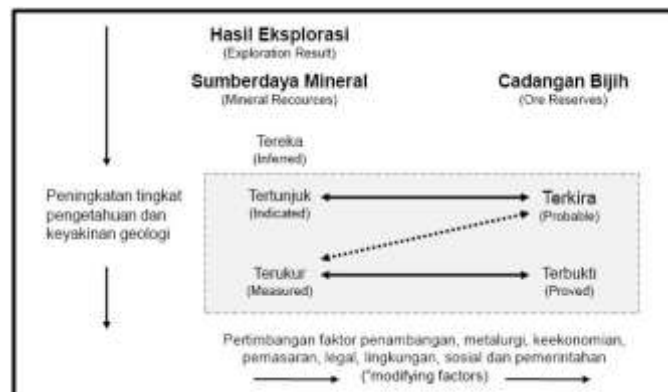 Hasil Eksplorasi
(Exploration Result)
Sumberdaya Mineral
(Mineral Recources)
Cadangan Bijih
(Ore Reserves)
Tereka
(Inferred)
Peningkatan tingkat
pengetahuan dan
keyakinan geologi
Tertunjuk
(Indicated)
Terkira
(Probable)
Terukur
(Measured)
Terbukti
(Proved)
Pertimbangan faktor penambangan, metalurgi, keekonomian,
pemasaran, legal, lingkungan, sosial dan pemerintahan
("modifying factors)